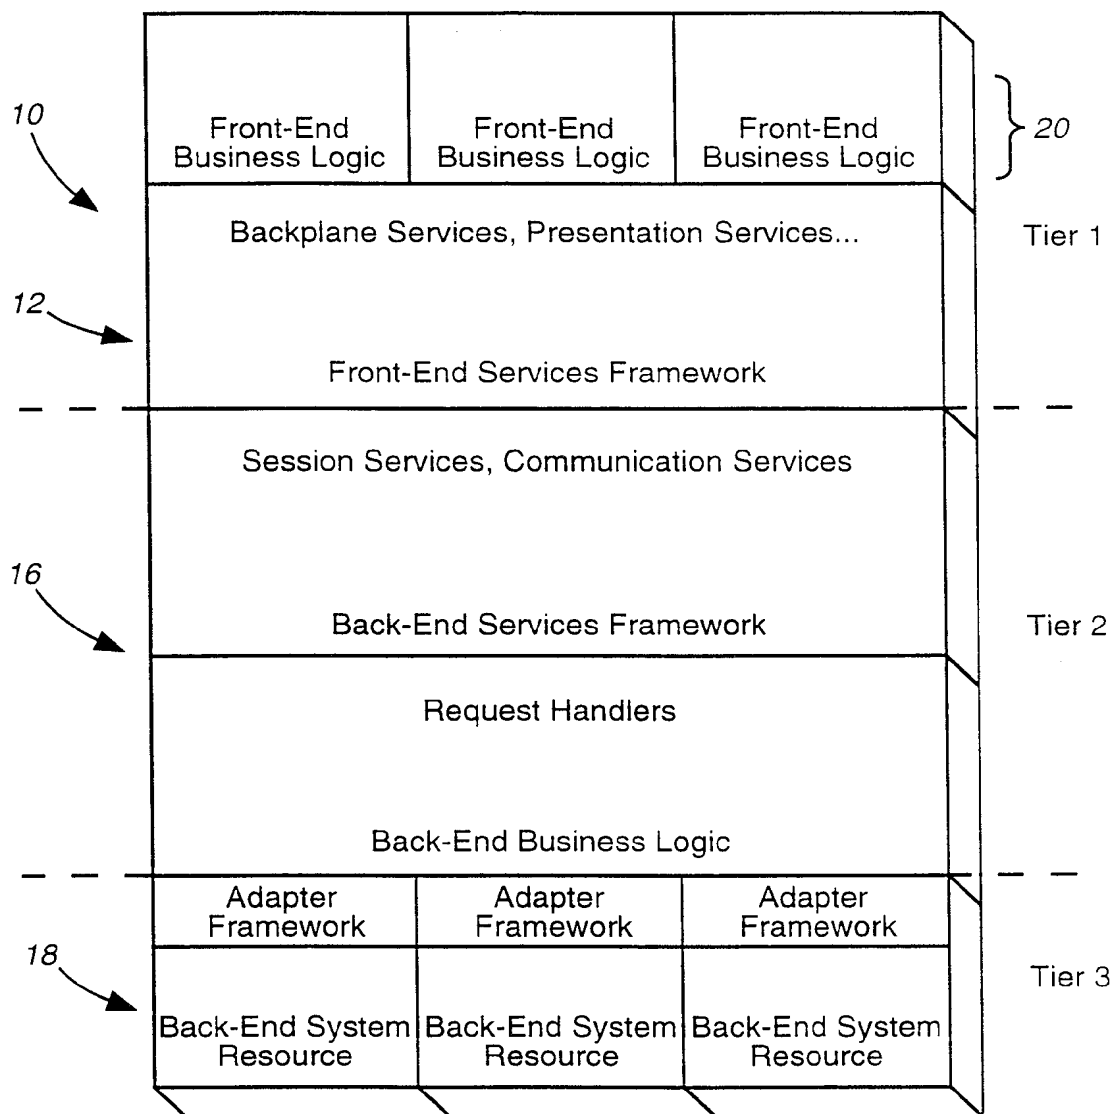 Front-End
Business Logic
Front-End
Business Logic
Front-End
Business Logic
10
20
Backplane Services, Presentation Services...
Tier 1
12
Front-End Services Framework
Session Services, Communication Services
16
Back-End Services Framework
Tier 2
Request Handlers
Back-End Business Logic
Adapter
Framework
Adapter
Framework
Adapter
Framework
18
Tier 3
Back-End System
Resource
Back-End System
Resource
Back-End System
Resource